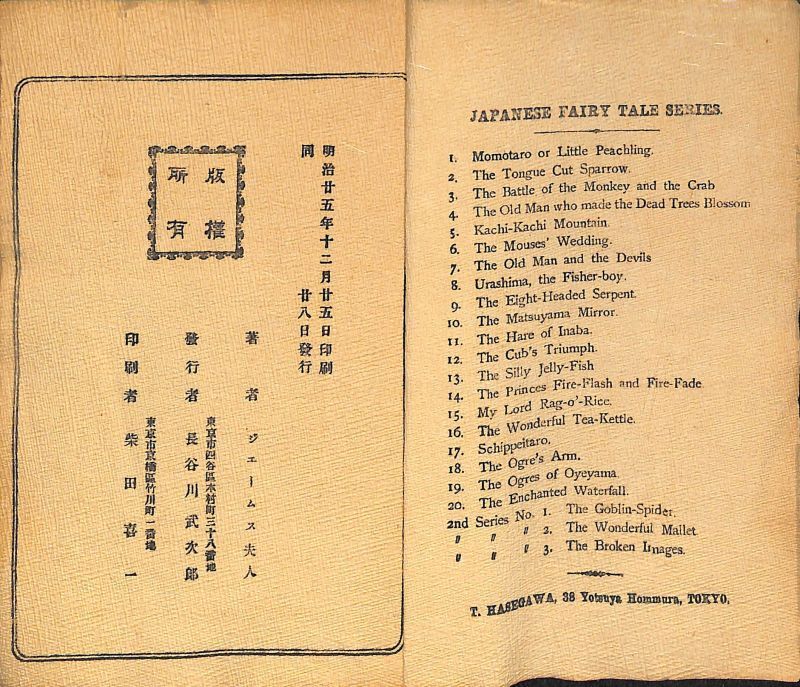 明治廿五年十二月廿五日印刷
同 廿八日發行
版權
所有
著者 ジェームス夫人
東京市四谷區本村町三十八番地
發行者 長谷川武次郎
東京市京橋區竹川町一番地
印刷者 柴田喜一
JAPANESE FAIRY TALE SERIES.
1. Momotaro or Little Peachling.
2. The Tongue Cut Sparrow.
3. The Battle of the Monkey and the Crab
4. The Old Man who made the Dead Trees Blossom
5. Kachi-Kachi Mountain.
6. The Mouses' Wedding.
7. The Old Man and the Devils
8. Urashima, the Fisher-boy.
9. The Eight-Headed Serpent.
10. The Matsuyama Mirror.
11. The Hare of Inaba.
12. The Cub's Triumph.
13. The Silly Jelly-Fish
14. The Princes Fire-Flash and Fire-Fade
15. My Lord Rag-o'-Rice.
16. The Wonderful Tea-Kettle.
17. Schippeitaro.
18. The Ogre's Arm.
19. The Ogres of Oyeyama.
20. The Enchanted Waterfall.
2nd Series No. 1. The Goblin-Spider.
〃 〃 〃 2. The Wonderful Mallet
〃 〃 〃 3. The Broken Images.
T. HASEGAWA, 38 Yotsuya Hommura, TOKYO.